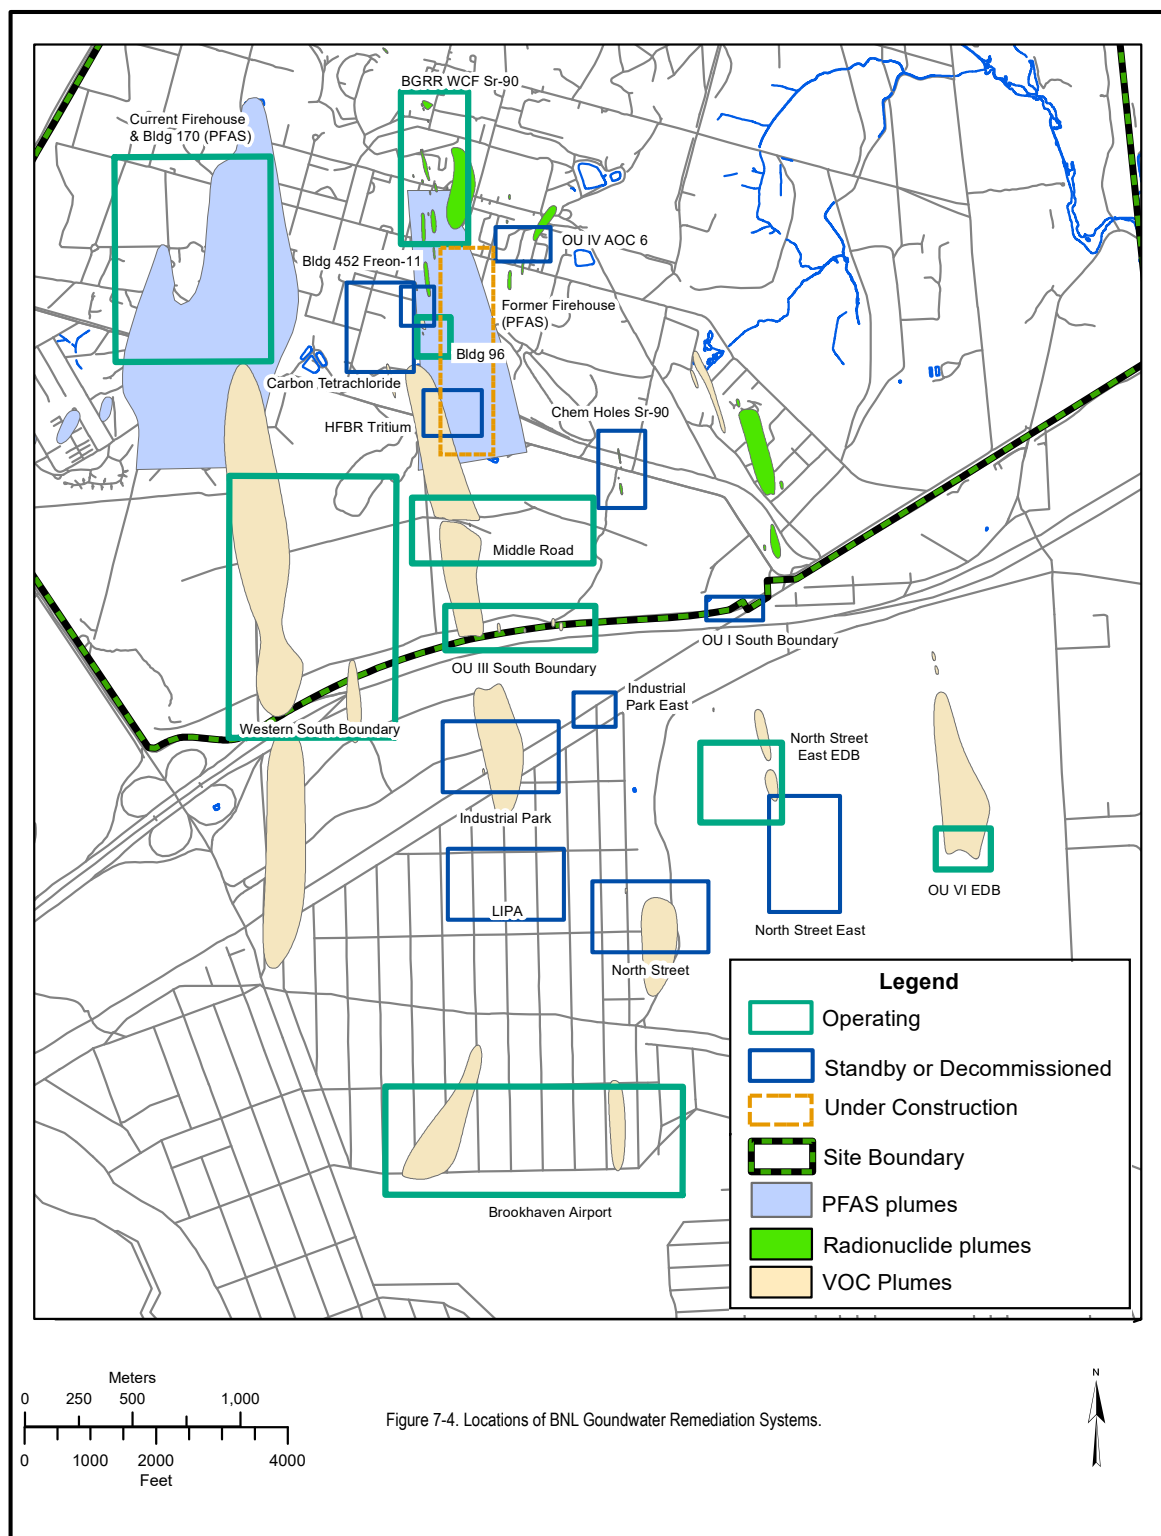 BGRR WCF Sr-90
Current Firehouse
& Bldg 170 (PFAS)
OU IV AOC 6
Bldg 452 Freon-11
Former Firehouse
(PFAS)
Bldg 96
Carbon Tetrachloride
HFBR Tritium
Chem Holes Sr-90
Middle Road
OU I South Boundary
OU III South Boundary
Industrial
Park East
Western South Boundary
North Street
East EDB
Industrial Park
OU VI EDB
LIPA
North Street East
North Street
Brookhaven Airport
Legend
Operating
Standby or Decommissioned
Under Construction
Site Boundary
PFAS plumes
Radionuclide plumes
VOC Plumes
Meters
0 250 500 1,000
0 1000 2000 4000
Feet
Figure 7-4. Locations of BNL Goundwater Remediation Systems.
N